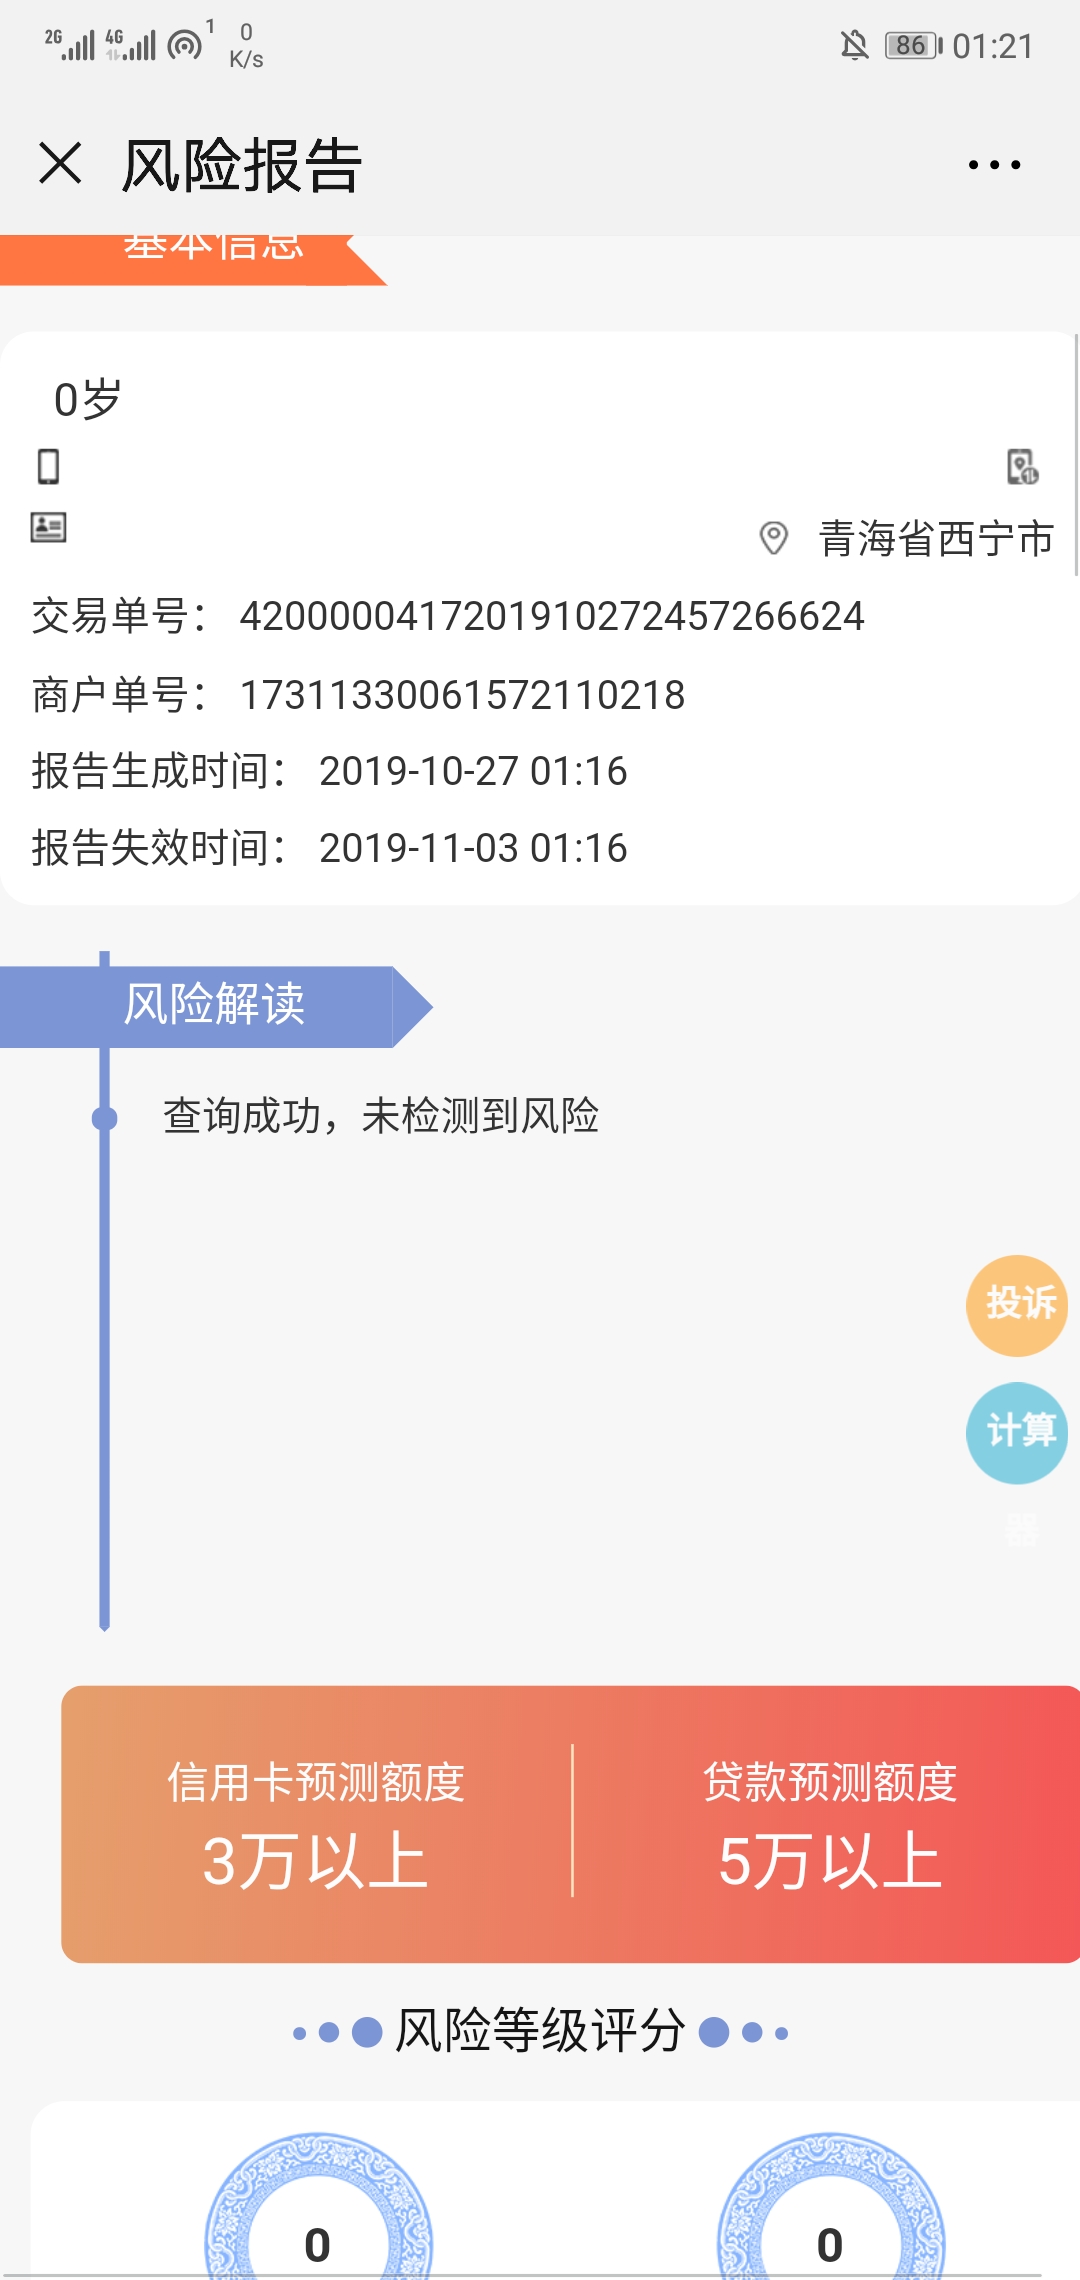 2G 4G 1 0 K/s 86 01:21
风险报告
基本信息
0岁
青海省西宁市
交易单号： 4200000417201910272457266624
商户单号： 17311330061572110218
报告生成时间： 2019-10-27 01:16
报告失效时间： 2019-11-03 01:16
风险解读
查询成功，未检测到风险
投诉
计算
器
信用卡预测额度 贷款预测额度
3万以上 5万以上
风险等级评分
0 0